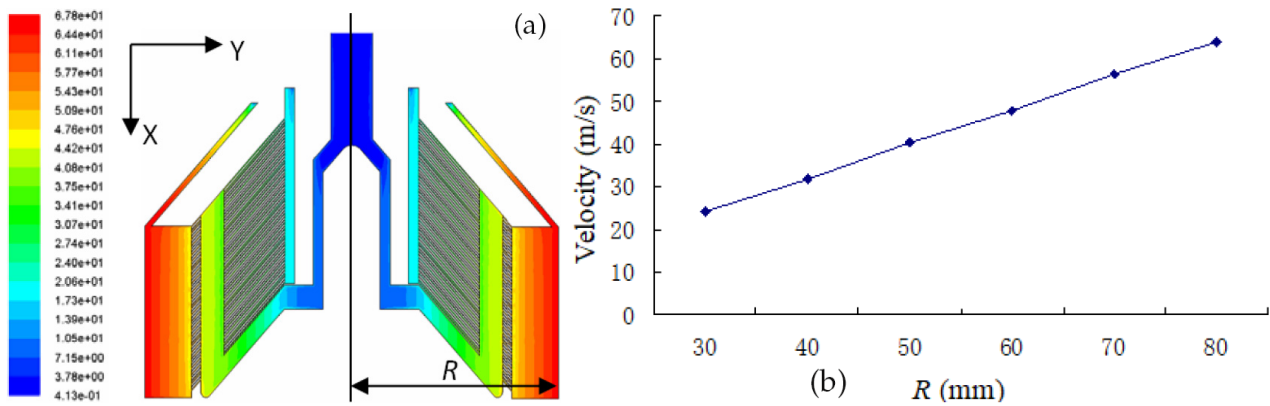 6.78e+01
6.44e+01
6.11e+01
5.77e+01
5.43e+01
5.09e+01
4.76e+01
4.42e+01
4.08e+01
3.75e+01
3.41e+01
3.07e+01
2.74e+01
2.40e+01
2.06e+01
1.73e+01
1.39e+01
1.05e+01
7.15e+00
3.78e+00
4.13e-01
Y
X
(a)
R
Velocity (m/s)
70
60
50
40
30
20
10
0
30 40 50 60 70 80
(b)
R (mm)